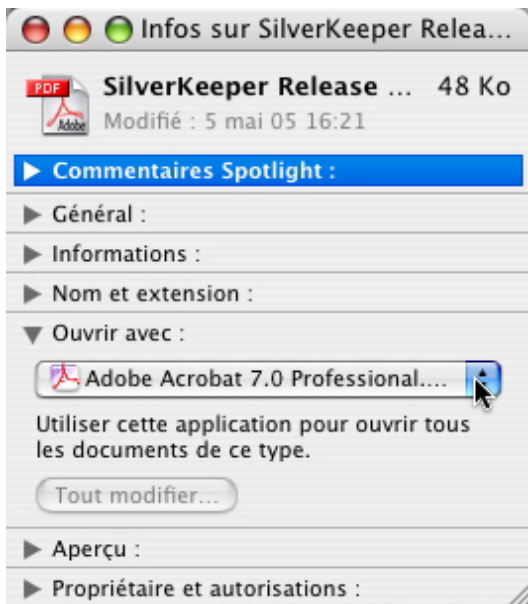 Infos sur SilverKeeper Relea...
PDF
Adobe
SilverKeeper Release ... 48 Ko
Modifié : 5 mai 05 16:21
Commentaires Spotlight :
Général :
Informations :
Nom et extension :
Ouvrir avec :
Adobe Acrobat 7.0 Professional....
Utiliser cette application pour ouvrir tous
les documents de ce type.
Tout modifier...
Aperçu :
Propriétaire et autorisations :